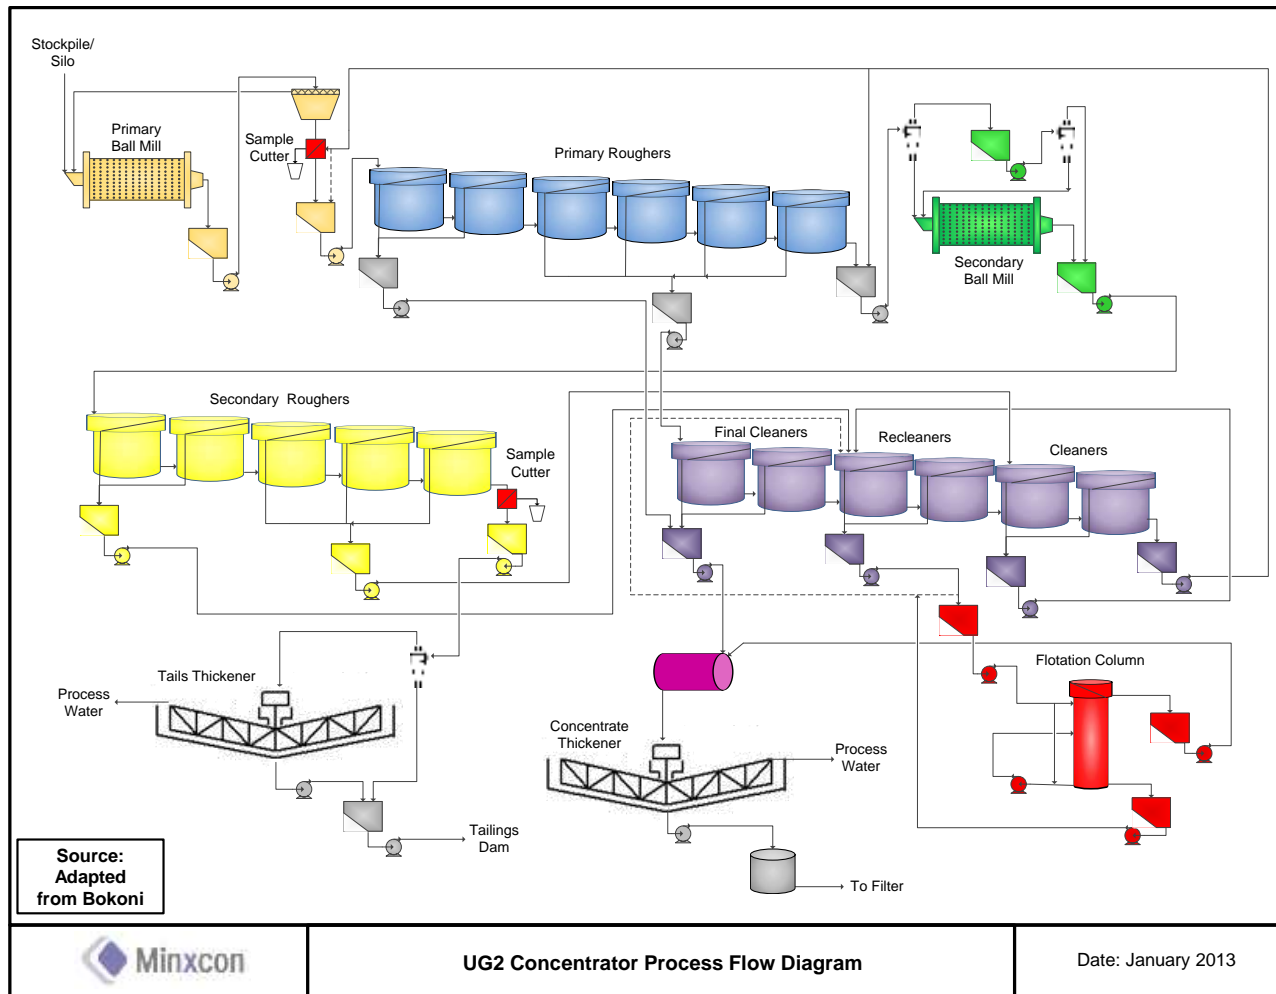 Stockpile/
Silo
Primary
Ball Mill
Sample
Cutter
Primary Roughers
Secondary
Ball Mill
Secondary Roughers
Sample
Cutter
Final Cleaners
Recleaners
Cleaners
Tails Thickener
Process
Water
Concentrate
Thickener
Process
Water
Flotation Column
Tailings
Dam
To Filter
Source:
Adapted
from Bokoni
Minxcon
UG2 Concentrator Process Flow Diagram
Date: January 2013